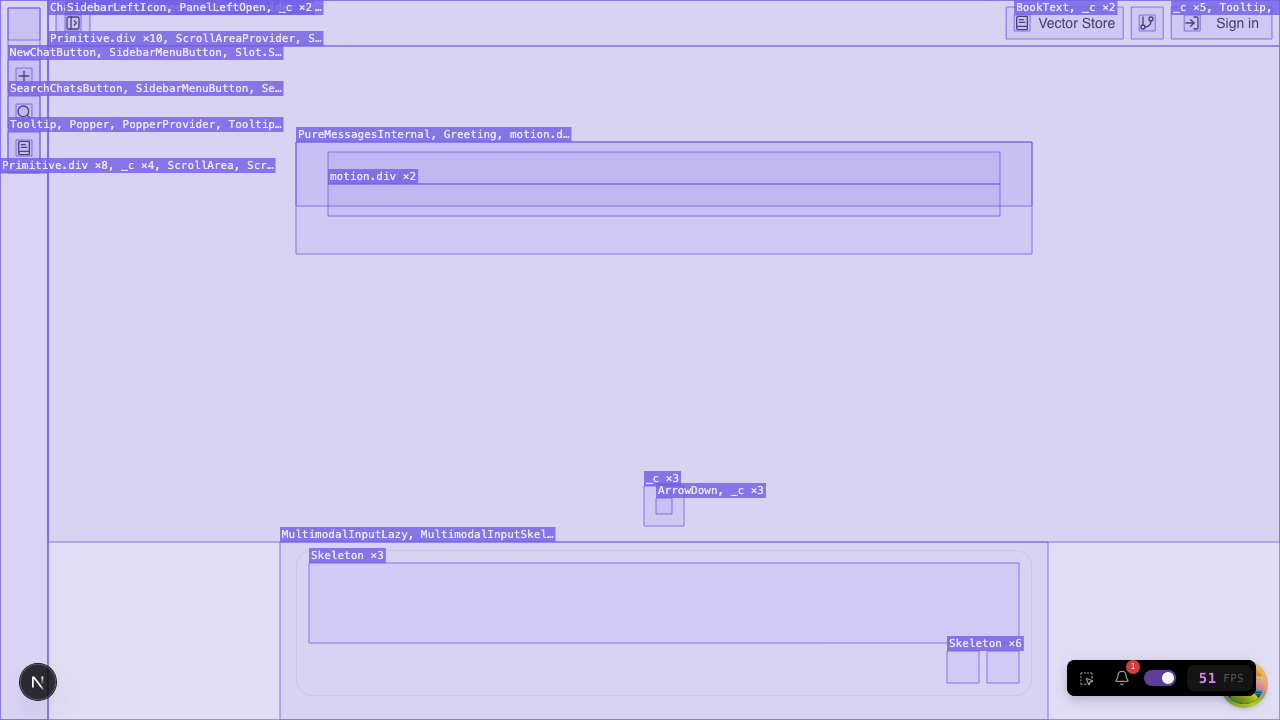 Ch SidebarLeftIcon, PanelLeftOpen, _c ×2 …
BookText, _c ×2
_c ×5, Tooltip,
Vector Store
Sign in
Primitive.div ×10, ScrollAreaProvider, S…
NewChatButton, SidebarMenuButton, Slot.S…
SearchChatsButton, SidebarMenuButton, Se…
Tooltip, Popper, PopperProvider, Tooltip…
PureMessagesInternal, Greeting, motion.d…
Primitive.div ×8, _c ×4, ScrollArea, Scr…
motion.div ×2
_c ×3
ArrowDown, _c ×3
MultimodalInputLazy, MultimodalInputSkel…
Skeleton ×3
Skeleton ×6
N
1
51 FPS